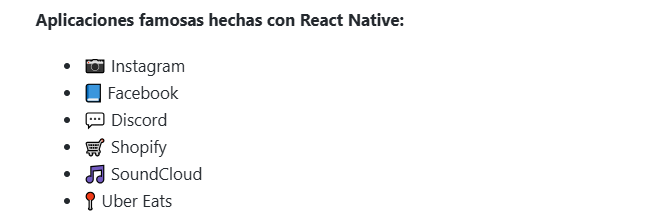 Aplicaciones famosas hechas con React Native:
• 📷 Instagram
• 📘 Facebook
• 💬 Discord
• 🛒 Shopify
• 🎵 SoundCloud
• 📍 Uber Eats